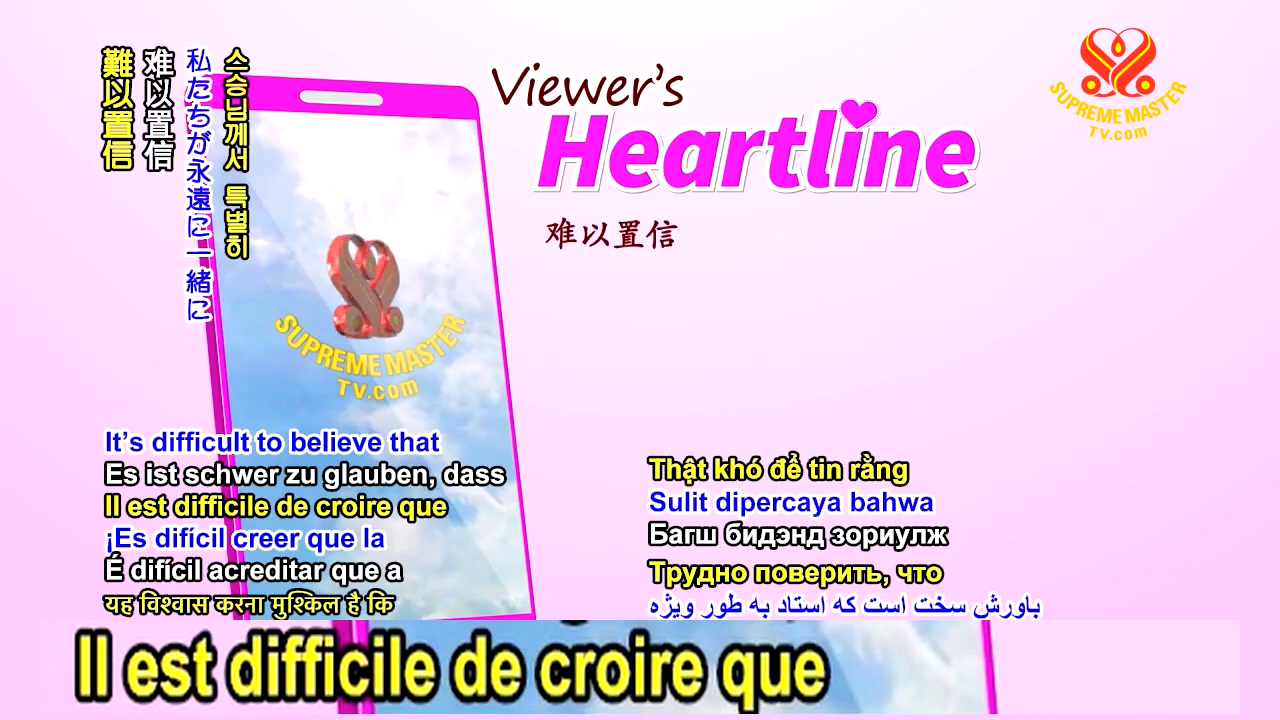 難以置信
难以置信
私たちが永遠に一緒に
스승님께서 특별히
Viewer's
Heartline
难以置信
SUPREME MASTER
TV.com
SUPREME MASTER
TV.com
It's difficult to believe that
Es ist schwer zu glauben, dass
Il est difficile de croire que
¡Es difícil creer que la
É difícil acreditar que a
यह विश्वास करना मुश्किल है कि
Thật khó để tin rằng
Sulit dipercaya bahwa
Багш бидэнд зориулж
Трудно поверить, что
باورش سخت است که استاد به طور ویژه
Il est difficile de croire que